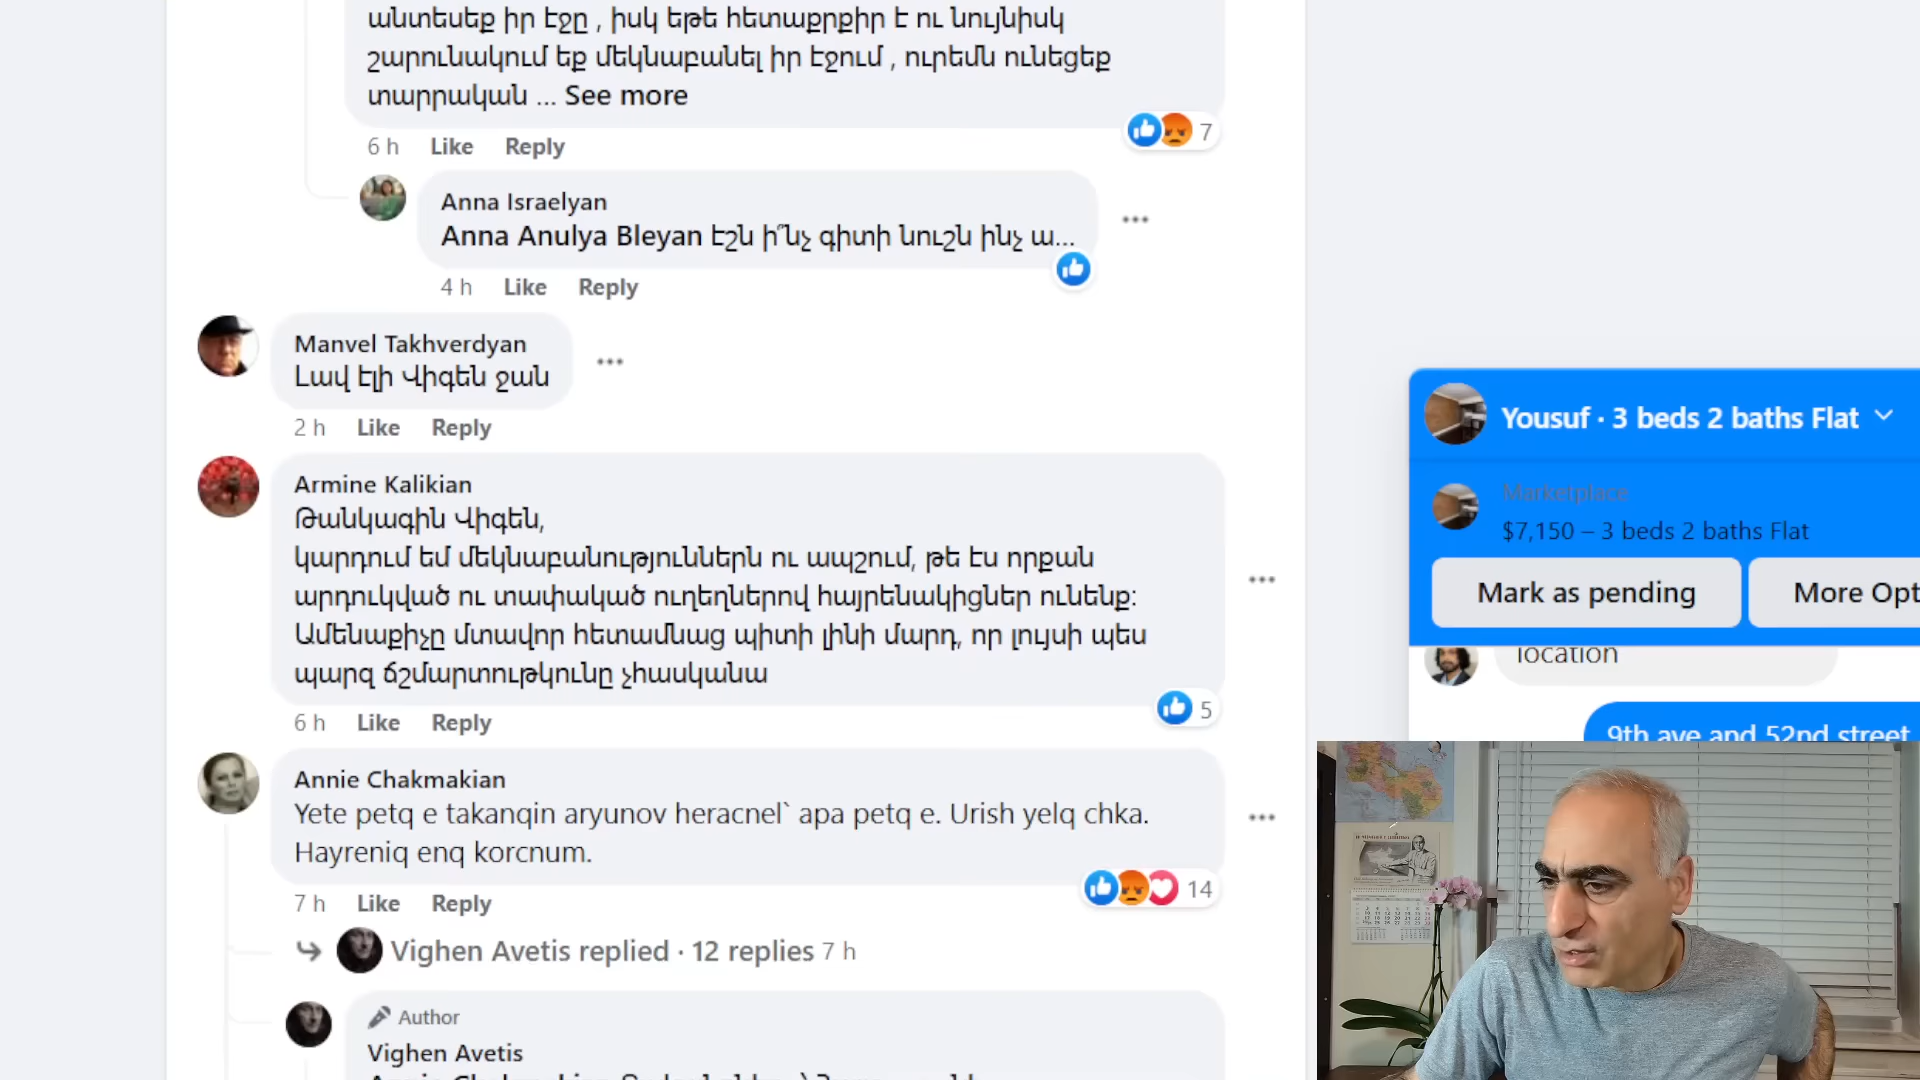 անտեսեք իր էջը , իսկ եթե հետաքրքիր է ու նույնիսկ
շարունակում եք մեկնաբանել իր էջում , ուրեմն ունեցեք
տարրական ... See more
6 h Like Reply
7
Anna Israelyan
Anna Anulya Bleyan էշն ի՞նչ գիտի նուշն ինչ ա...
4 h Like Reply
Manvel Takhverdyan
Լավ էլի Վիգեն ջան
2 h Like Reply
Armine Kalikian
Թանկագին Վիգեն,
կարդում եմ մեկնաբանություններն ու ապշում, թե էս որքան
արդուկված ու տափակած ուղեղներով հայրենակիցներ ունենք:
Ամենաքիչը մտավոր հետամնաց պիտի լինի մարդ, որ լույսի պես
պարզ ճշմարտութկունը չհասկանա
6 h Like Reply
5
Annie Chakmakian
Yete petq e takanqin aryunov heracnel` apa petq e. Urish yelq chka.
Hayreniq enq korcnum.
7 h Like Reply
14
Vighen Avetis replied · 12 replies 7 h
Author
Vighen Avetis
Yousuf · 3 beds 2 baths Flat
Marketplace
$7,150 – 3 beds 2 baths Flat
Mark as pending
More Opt
location
9th ave and 52nd street